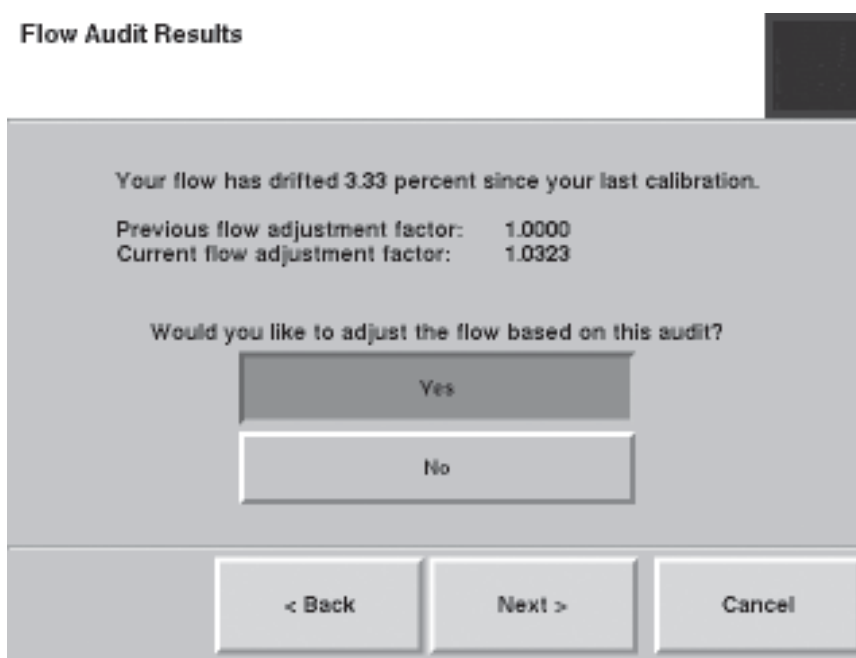 Flow Audit Results
Your flow has drifted 3.33 percent since your last calibration.
Previous flow adjustment factor: 1.0000
Current flow adjustment factor: 1.0323
Would you like to adjust the flow based on this audit?
Yes
No
< Back
Next >
Cancel